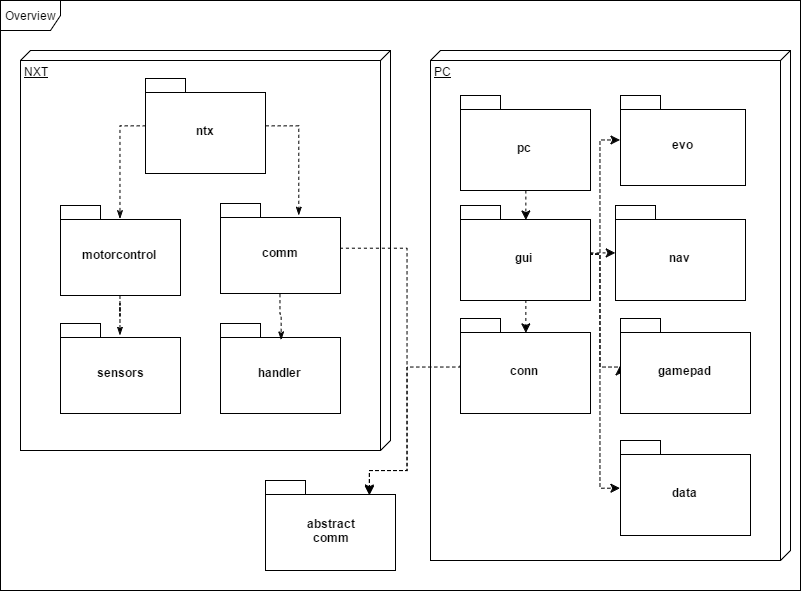 Overview
NXT
PC
ntx
motorcontrol
comm
sensors
handler
pc
evo
gui
nav
conn
gamepad
data
abstract
comm